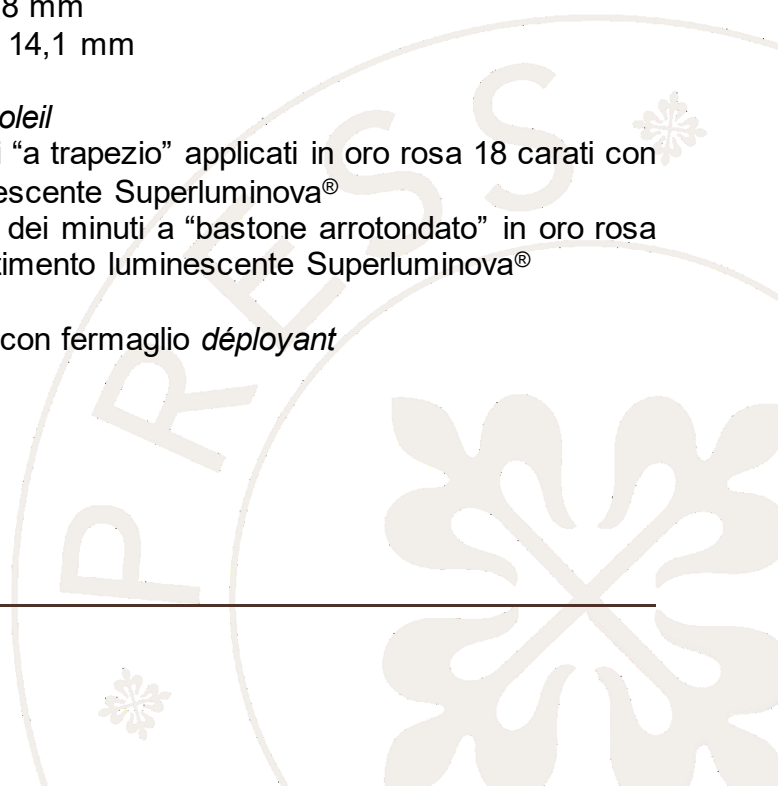 8 mm
14,1 mm
oleil
i “a trapezio” applicati in oro rosa 18 carati con
escente Superluminova®
dei minuti a “bastone arrotondato” in oro rosa
timento luminescente Superluminova®
con fermaglio déployant
PRESS